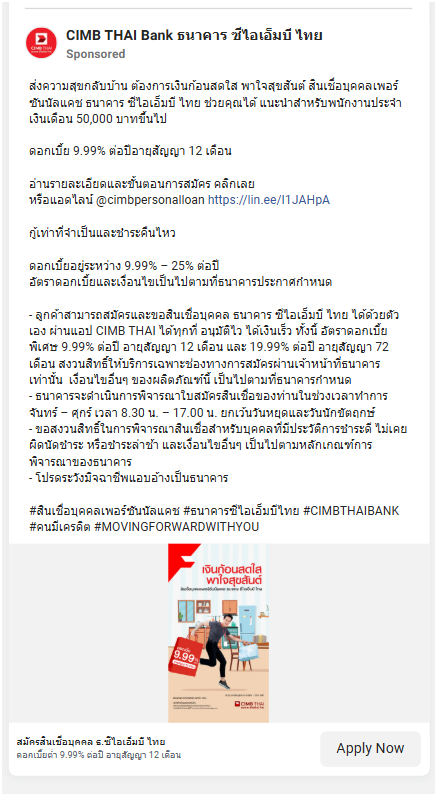 CIMB THAI Bank ธนาคาร ซีไอเอ็มบี ไทย
Sponsored
ส่งความสุขกลับบ้าน ต้องการเงินก้อนสดใส พาใจสุขสันต์ สินเชื่อบุคคลเพอร์
ซันนัลแคช ธนาคาร ซีไอเอ็มบี ไทย ช่วยคุณได้ แนะนำสำหรับพนักงานประจำ
เงินเดือน 50,000 บาทขึ้นไป
ดอกเบี้ย 9.99% ต่อปีอายุสัญญา 12 เดือน
อ่านรายละเอียดและขั้นตอนการสมัคร คลิกเลย
หรือแอดไลน์ @cimbpersonalloan https://lin.ee/I1JAHpA
กู้เท่าที่จำเป็นและชำระคืนไหว
ดอกเบี้ยอยู่ระหว่าง 9.99% – 25% ต่อปี
อัตราดอกเบี้ยและเงื่อนไขเป็นไปตามที่ธนาคารประกาศกำหนด
- ลูกค้าสามารถสมัครและขอสินเชื่อบุคคล ธนาคาร ซีไอเอ็มบี ไทย ได้ด้วยตัว
เอง ผ่านแอป CIMB THAI ได้ทุกที่ อนุมัติไว ได้เงินเร็ว ทั้งนี้ อัตราดอกเบี้ย
พิเศษ 9.99% ต่อปี อายุสัญญา 12 เดือน และ 19.99% ต่อปี อายุสัญญา 72
เดือน สงวนสิทธิ์ให้บริการเฉพาะช่องทางการสมัครผ่านเจ้าหน้าที่ธนาคาร
เท่านั้น เงื่อนไขอื่นๆ ของผลิตภัณฑ์นี้ เป็นไปตามที่ธนาคารกำหนด
- ธนาคารจะดำเนินการพิจารณาใบสมัครสินเชื่อของท่านในช่วงเวลาทำการ
จันทร์ – ศุกร์ เวลา 8.30 น. – 17.00 น. ยกเว้นวันหยุดและวันนักขัตฤกษ์
- ขอสงวนสิทธิ์ในการพิจารณาสินเชื่อสำหรับบุคคลที่มีประวัติการชำระดี ไม่เคย
ผิดนัดชำระ หรือชำระล่าช้า และเงื่อนไขอื่นๆ เป็นไปตามหลักเกณฑ์การ
พิจารณาของธนาคาร
- โปรดระวังมิจฉาชีพแอบอ้างเป็นธนาคาร
#สินเชื่อบุคคลเพอร์ซันนัลแคช #ธนาคารซีไอเอ็มบีไทย #CIMBTHAIBANK
#คนมีเครดิต #MOVINGFORWARDWITHYOU
เงินก้อนสดใส
พาใจสุขสันต์
9.99%
CIMB THAI
สมัครสินเชื่อบุคคล ธ.ซีไอเอ็มบี ไทย
ดอกเบี้ยต่ำ 9.99% ต่อปี อายุสัญญา 12 เดือน
Apply Now